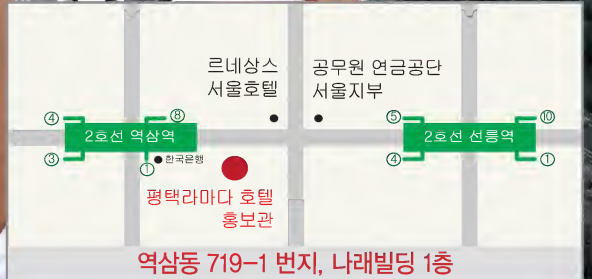 르네상스
서울호텔
공무원 연금공단
서울지부
④
⑧
⑤
⑩
2호선 역삼역
2호선 선릉역
③
①
한국은행
④
①
평택라마다 호텔
홍보관
역삼동 719-1 번지, 나래빌딩 1층